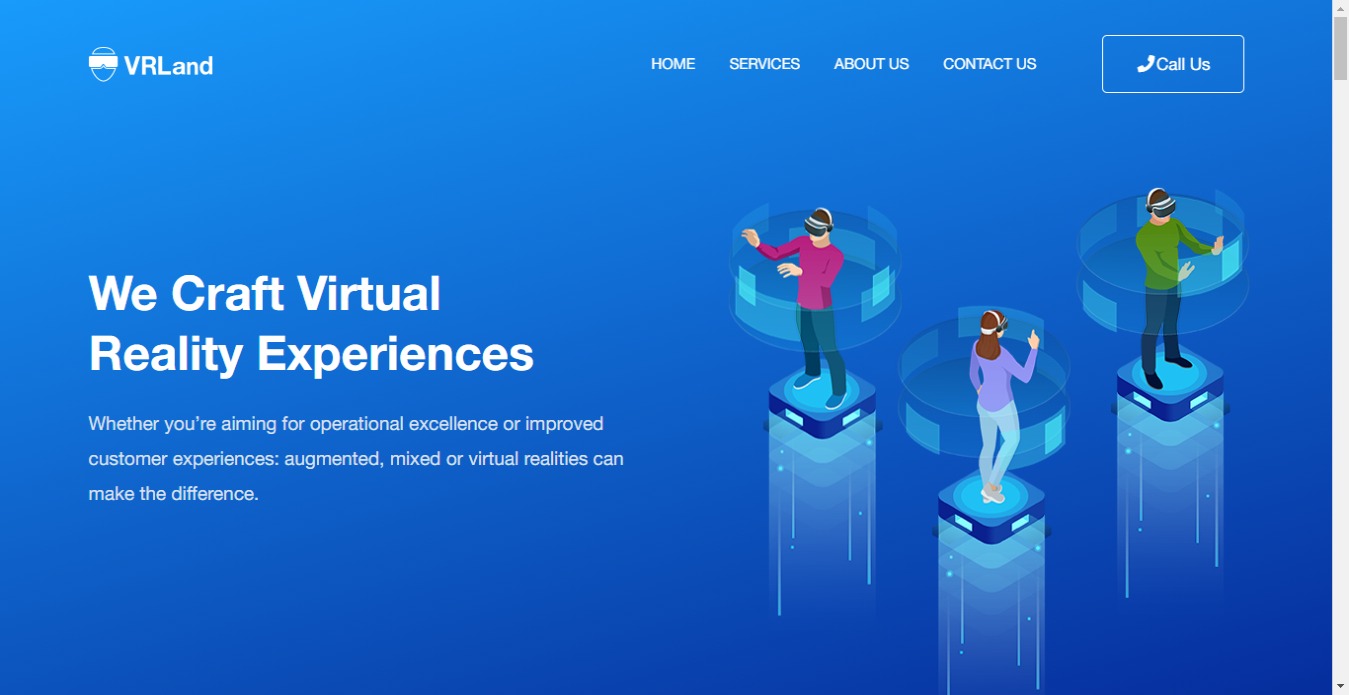 VRLand
HOME
SERVICES
ABOUT US
CONTACT US
Call Us
We Craft Virtual
Reality Experiences
Whether you’re aiming for operational excellence or improved
customer experiences: augmented, mixed or virtual realities can
make the difference.